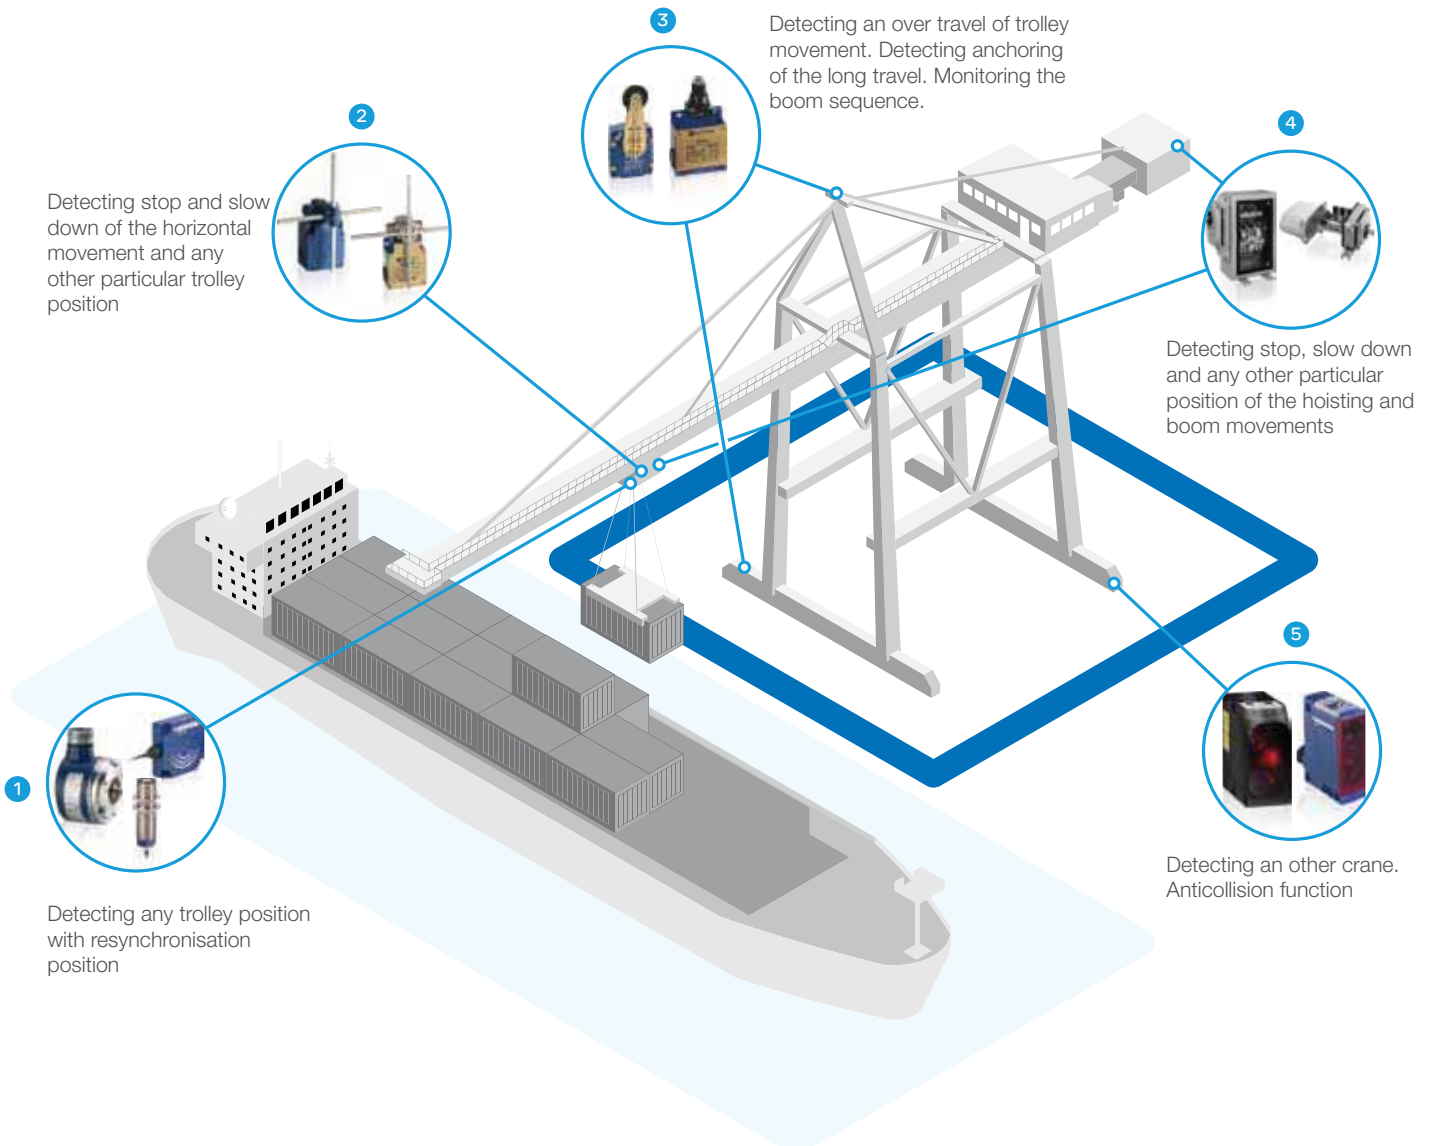 3
Detecting an over travel of trolley
movement. Detecting anchoring
of the long travel. Monitoring the
boom sequence.
2
4
Detecting stop and slow
down of the horizontal
movement and any
other particular trolley
position
Detecting stop, slow down
and any other particular
position of the hoisting and
boom movements
5
1
Detecting an other crane.
Anticollision function
Detecting any trolley position
with resynchronisation
position